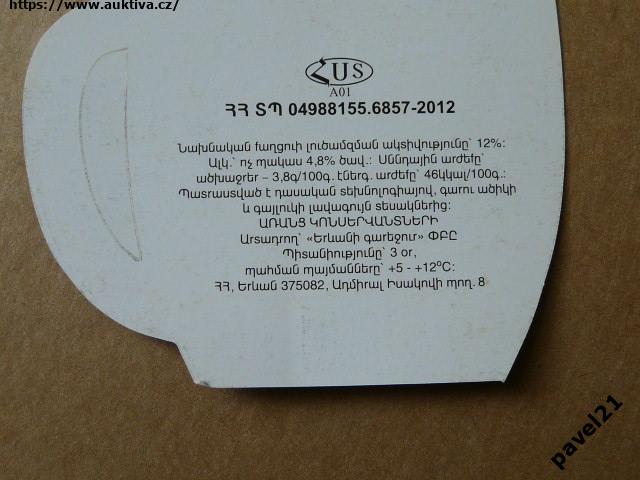 https://www.auktiva.cz/
ՀUS
A01
ՀՀ ՏՊ 04988155.6857-2012
Նախնական քաղցուի լուծամզման ակտիվությունը՝ 12%:
Ալկ.՝ ոչ պակաս 4,8% ծավ.: Սննդային արժեքը՝
ածխաջրեր – 3,8գ/100գ. էներգ. արժեքը՝ 46կկալ/100գ.:
Պատրաստված է դասական տեխնոլոգիայով, գարու ածիկի
և գայլուկի լավագույն տեսակներից:
ԱՌԱՆՑ ԿՈՆՍԵՐՎԱՆՏՆԵՐԻ
Արտադրող՝ «Երևանի գարեջուր» ՓԲԸ
Պիտանիությունը՝ 3 օր,
պահման պայմանները՝ +5 - +12°C:
ՀՀ, Երևան 375082, Ադմիրալ Իսակովի պող. 8
pavel21